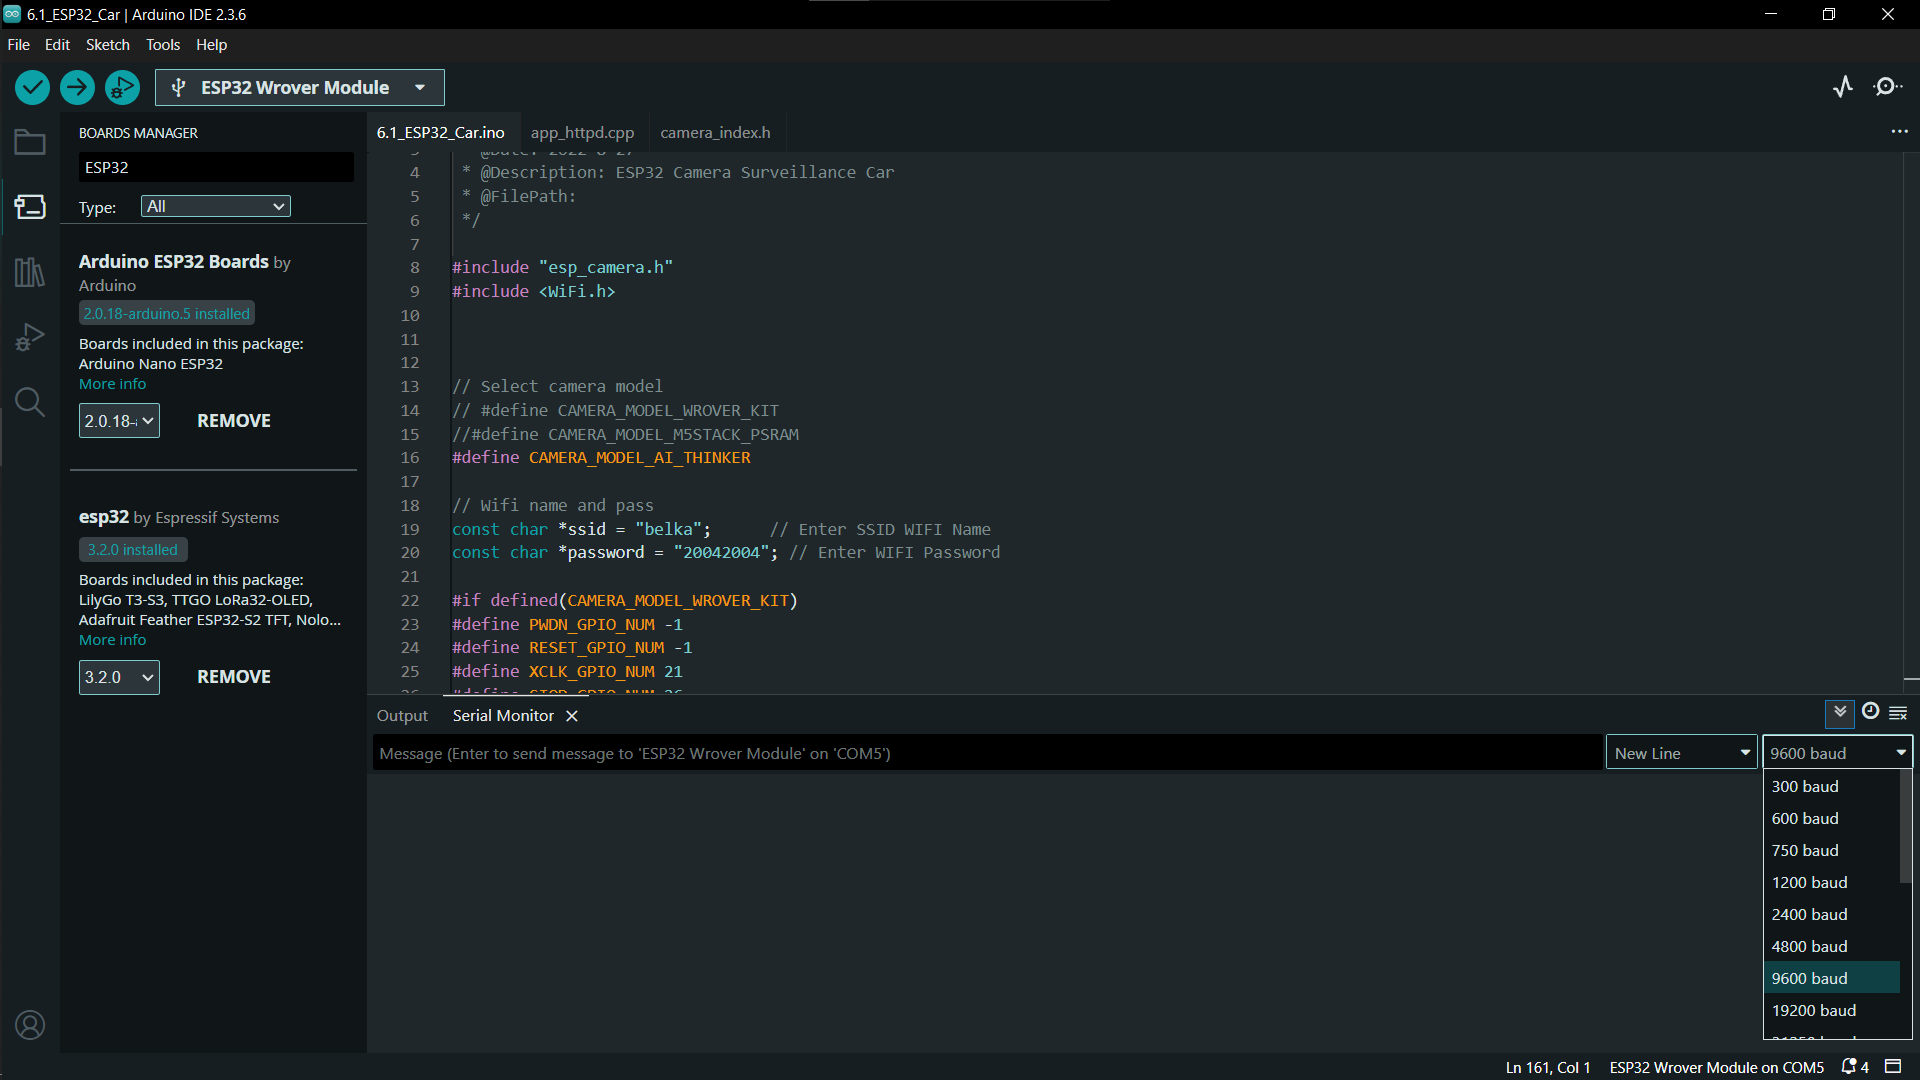 6.1_ESP32_Car | Arduino IDE 2.3.6
File Edit Sketch Tools Help
ESP32 Wrover Module
BOARDS MANAGER
ESP32
Type: All
Arduino ESP32 Boards by
Arduino
2.0.18-arduino.5 installed
Boards included in this package:
Arduino Nano ESP32
More info
2.0.18- REMOVE
esp32 by Espressif Systems
3.2.0 installed
Boards included in this package:
LilyGo T3-S3, TTGO LoRa32-OLED,
Adafruit Feather ESP32-S2 TFT, Nolo...
More info
3.2.0 REMOVE
6.1_ESP32_Car.ino app_httpd.cpp camera_index.h
3 * @Date: 2022-8-27
4 * @Description: ESP32 Camera Surveillance Car
5 * @FilePath:
6 */
7
8 #include "esp_camera.h"
9 #include <WiFi.h>
10
11
12
13 // Select camera model
14 // #define CAMERA_MODEL_WROVER_KIT
15 //#define CAMERA_MODEL_M5STACK_PSRAM
16 #define CAMERA_MODEL_AI_THINKER
17
18 // Wifi name and pass
19 const char *ssid = "belka"; // Enter SSID WIFI Name
20 const char *password = "20042004"; // Enter WIFI Password
21
22 #if defined(CAMERA_MODEL_WROVER_KIT)
23 #define PWDN_GPIO_NUM -1
24 #define RESET_GPIO_NUM -1
25 #define XCLK_GPIO_NUM 21
26 #define SIOD_GPIO_NUM 26
Output Serial Monitor
Message (Enter to send message to 'ESP32 Wrover Module' on 'COM5')
New Line
9600 baud
300 baud
600 baud
750 baud
1200 baud
2400 baud
4800 baud
9600 baud
19200 baud
Ln 161, Col 1 ESP32 Wrover Module on COM5 4